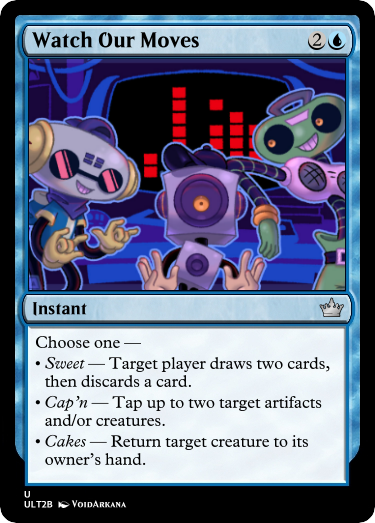 Watch Our Moves 2
Instant
Choose one —
• Sweet — Target player draws two cards,
then discards a card.
• Cap'n — Tap up to two target artifacts
and/or creatures.
• Cakes — Return target creature to its
owner's hand.
U
ULT2B VoidArkana